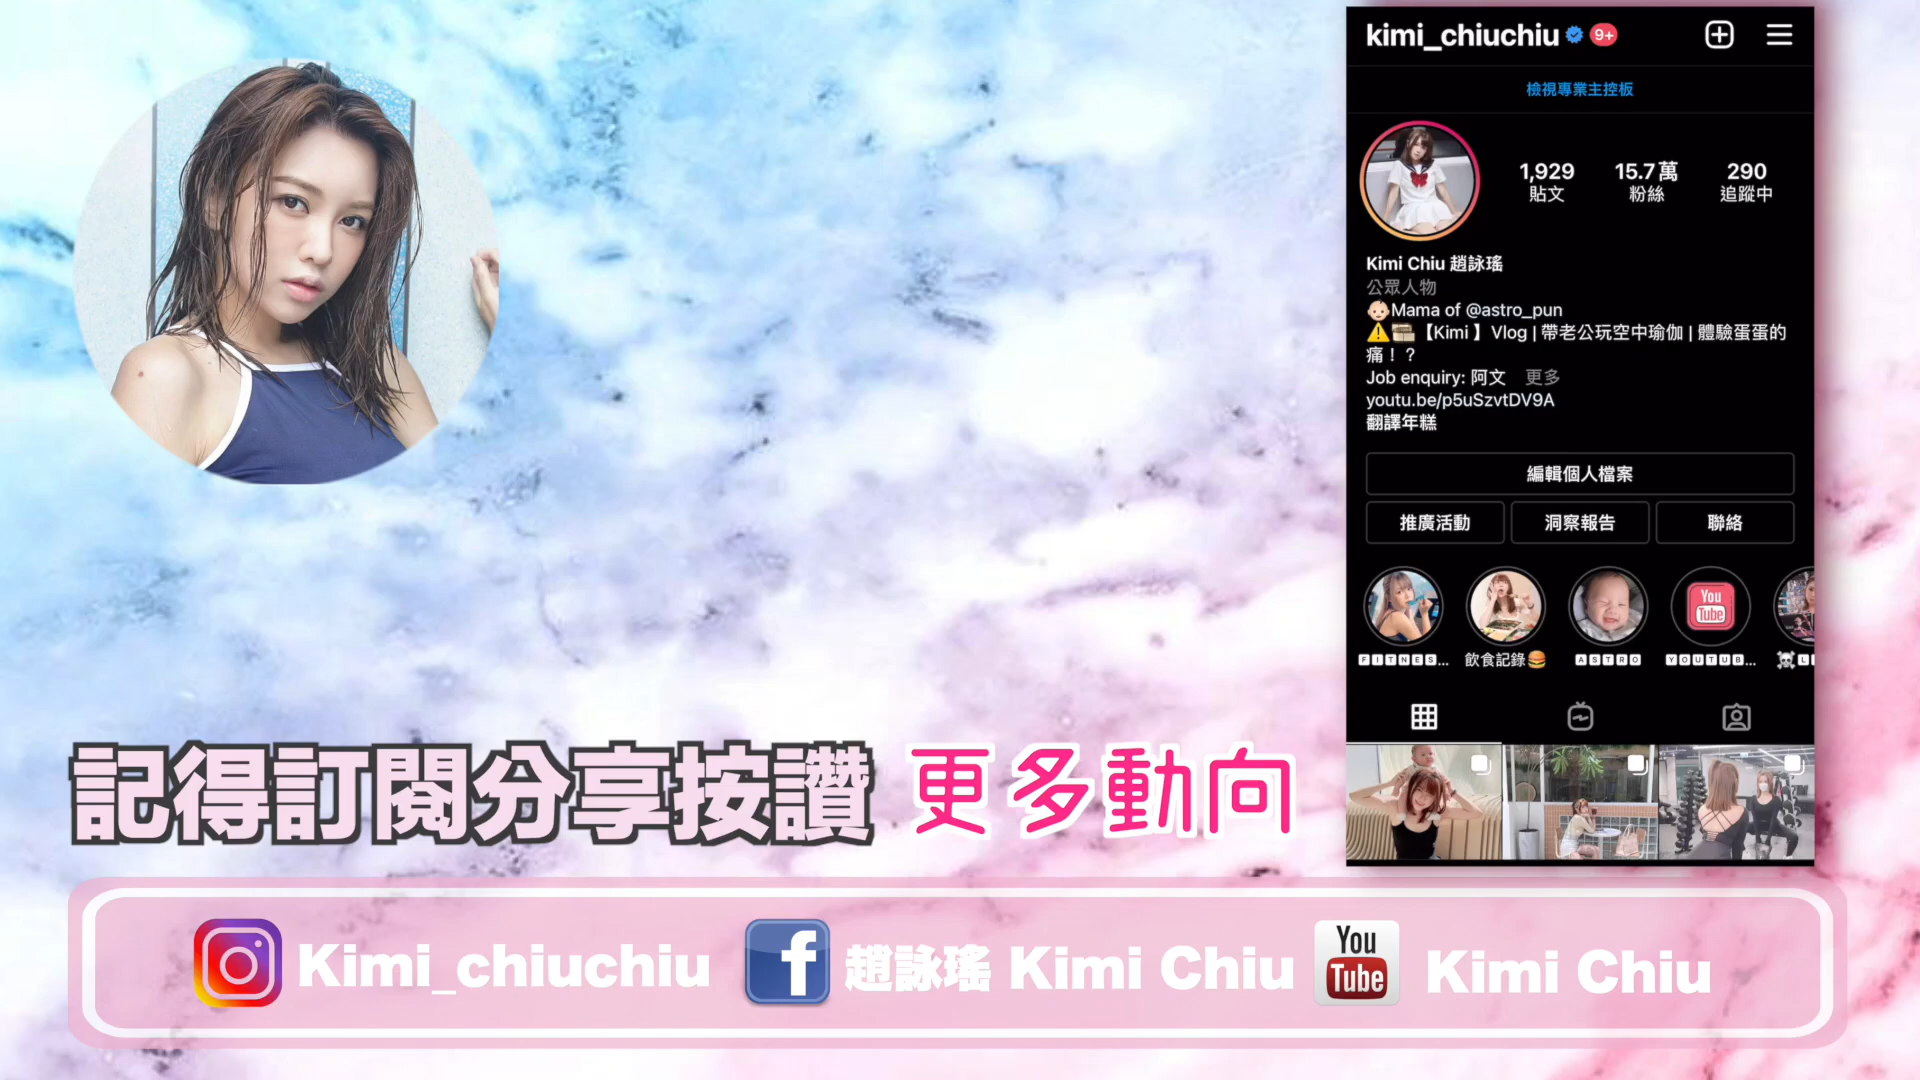 kimi_chiuchiu 9+
檢視專業主控板
1,929 15.7萬 290
貼文 粉絲 追蹤中
Kimi Chiu 趙詠瑤
公眾人物
Mama of @astro_pun
【Kimi】Vlog | 帶老公玩空中瑜伽 | 體驗蛋蛋的
痛！？
Job enquiry: 阿文 更多
youtu.be/p5uSzvtDV9A
翻譯年糕
編輯個人檔案
推廣活動 洞察報告 聯絡
You
Tube
FITNES... 飲食記錄 ASTRO YOUTUB...
記得訂閱分享按讚 更多動向
Kimi_chiuchiu 趙詠瑤 Kimi Chiu You Tube Kimi Chiu